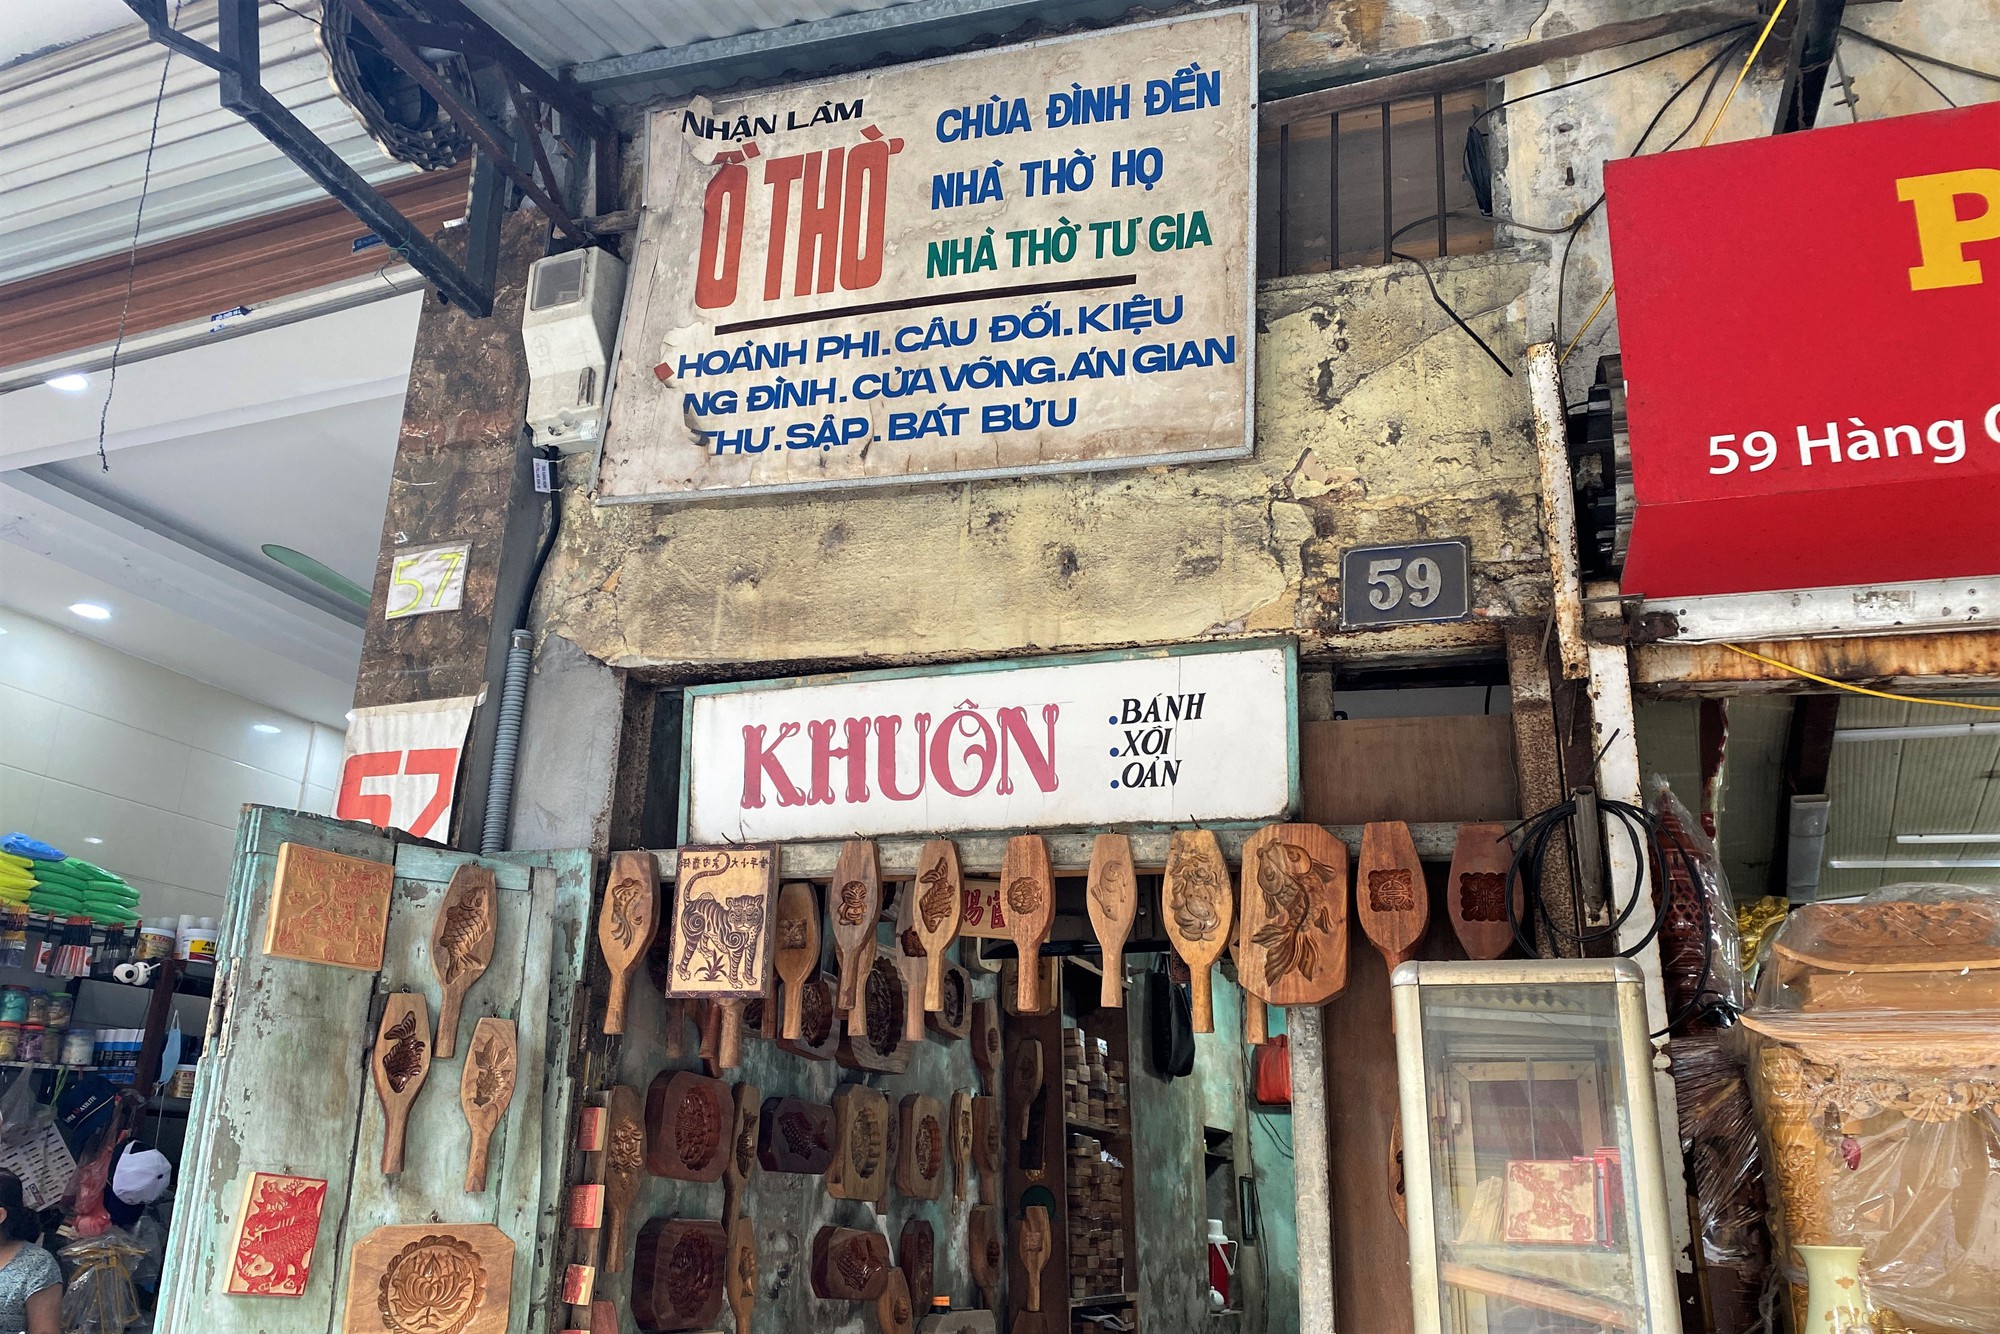 NHẬN LÀM
Ồ THỜ
CHÙA ĐÌNH ĐỀN
NHÀ THỜ HỌ
NHÀ THỜ TƯ GIA
HOÀNH PHI. CÂU ĐỐI. KIỆU
NG ĐÌNH. CỬA VÕNG. ÁN GIAN
THƯ. SẬP. BÁT BỬU
59
57
57
KHUÔN
.BÁNH
.XÔI
.OẢN
P
59 Hàng